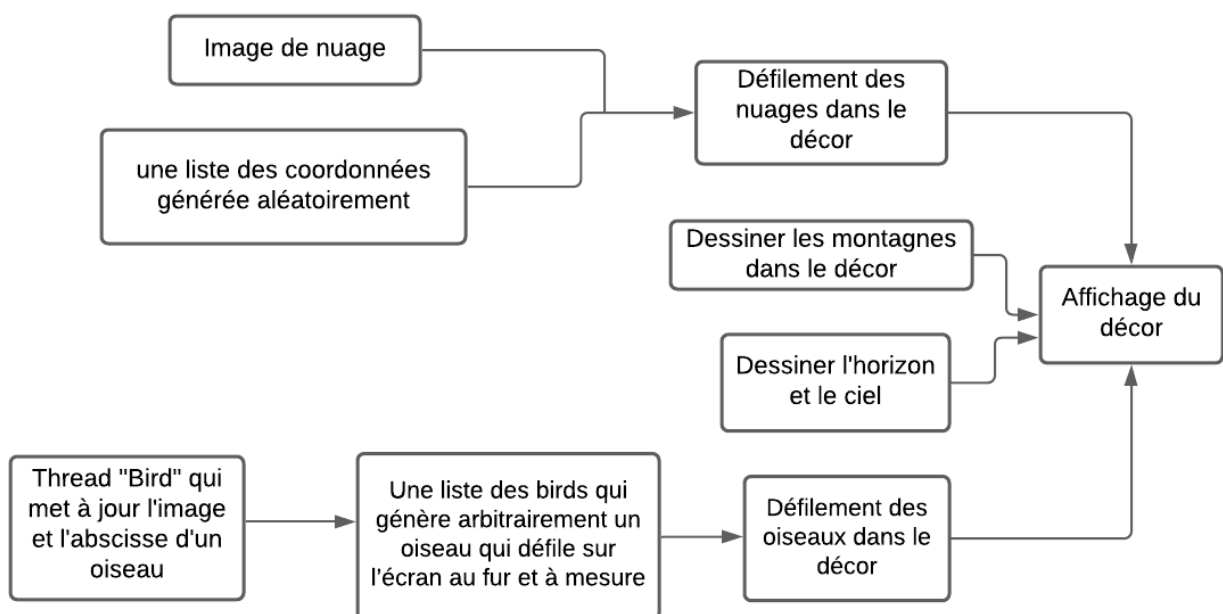 Image de nuage
une liste des coordonnées
générée aléatoirement
Défilement des
nuages dans le
décor
Dessiner les montagnes
dans le décor
Affichage du
décor
Dessiner l'horizon
et le ciel
Thread "Bird" qui
met à jour l'image
et l'abscisse d'un
oiseau
Une liste des birds qui
génère arbitrairement un
oiseau qui défile sur
l'écran au fur et à mesure
Défilement des
oiseaux dans le
décor